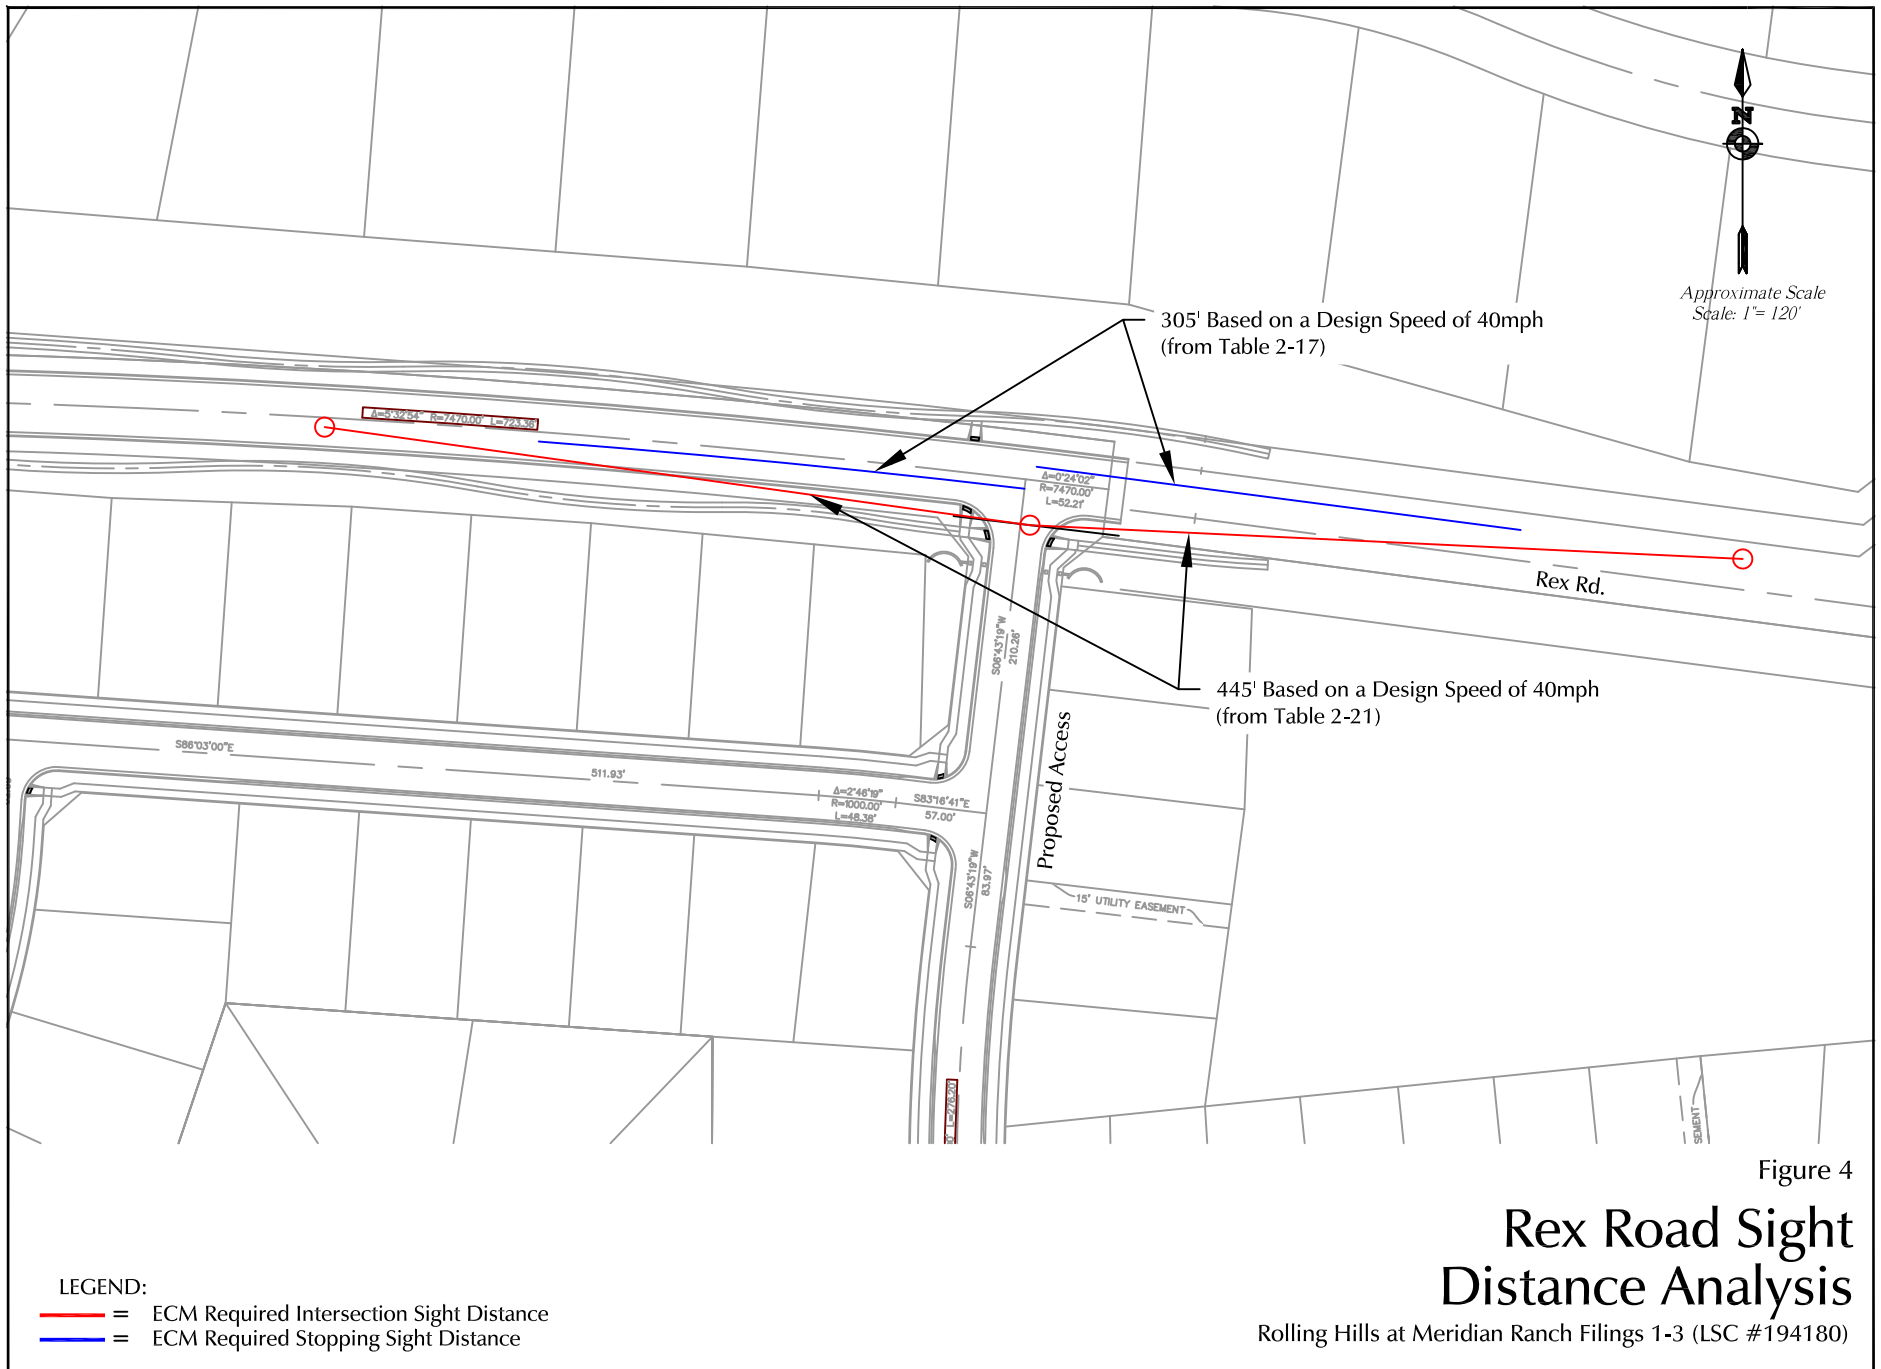 N
Approximate Scale
Scale: 1"= 120'
305' Based on a Design Speed of 40mph
(from Table 2-17)
Δ=5°32'54" R=7470.00' L=723.36'
Δ=0°24'02"
R=7470.00'
L=52.21'
Rex Rd.
S06°43'19"W
210.26'
445' Based on a Design Speed of 40mph
(from Table 2-21)
Proposed Access
S86°03'00"E
511.93'
Δ=2°46'19"
R=1000.00'
L=48.38'
S83°16'41"E
57.00'
S06°43'19"W
83.97'
15' UTILITY EASEMENT
L=276.20'
SEMENT
Figure 4
Rex Road Sight
Distance Analysis
Rolling Hills at Meridian Ranch Filings 1-3 (LSC #194180)
LEGEND:
= ECM Required Intersection Sight Distance
= ECM Required Stopping Sight Distance